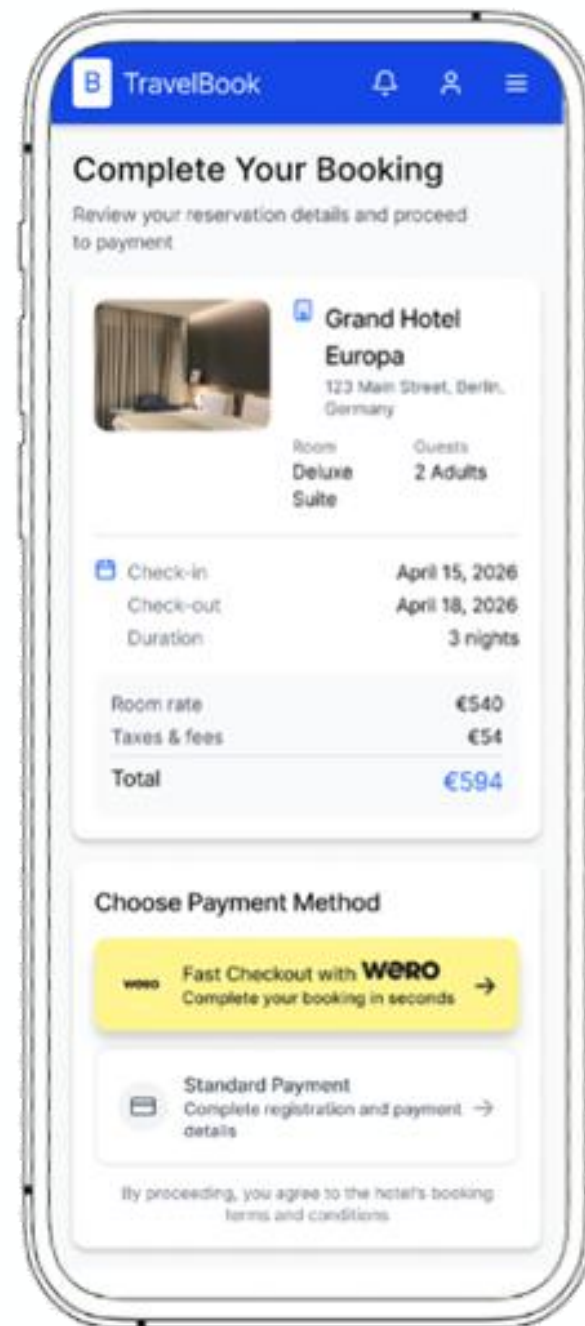 B TravelBook
Complete Your Booking
Review your reservation details and proceed
to payment
Grand Hotel
Europa
123 Main Street, Berlin,
Germany
Room Guests
Deluxe 2 Adults
Suite
Check-in April 15, 2026
Check-out April 18, 2026
Duration 3 nights
Room rate €540
Taxes & fees €54
Total €594
Choose Payment Method
wero Fast Checkout with wero
Complete your booking in seconds
Standard Payment
Complete registration and payment
details
By proceeding, you agree to the hotel's booking
terms and conditions